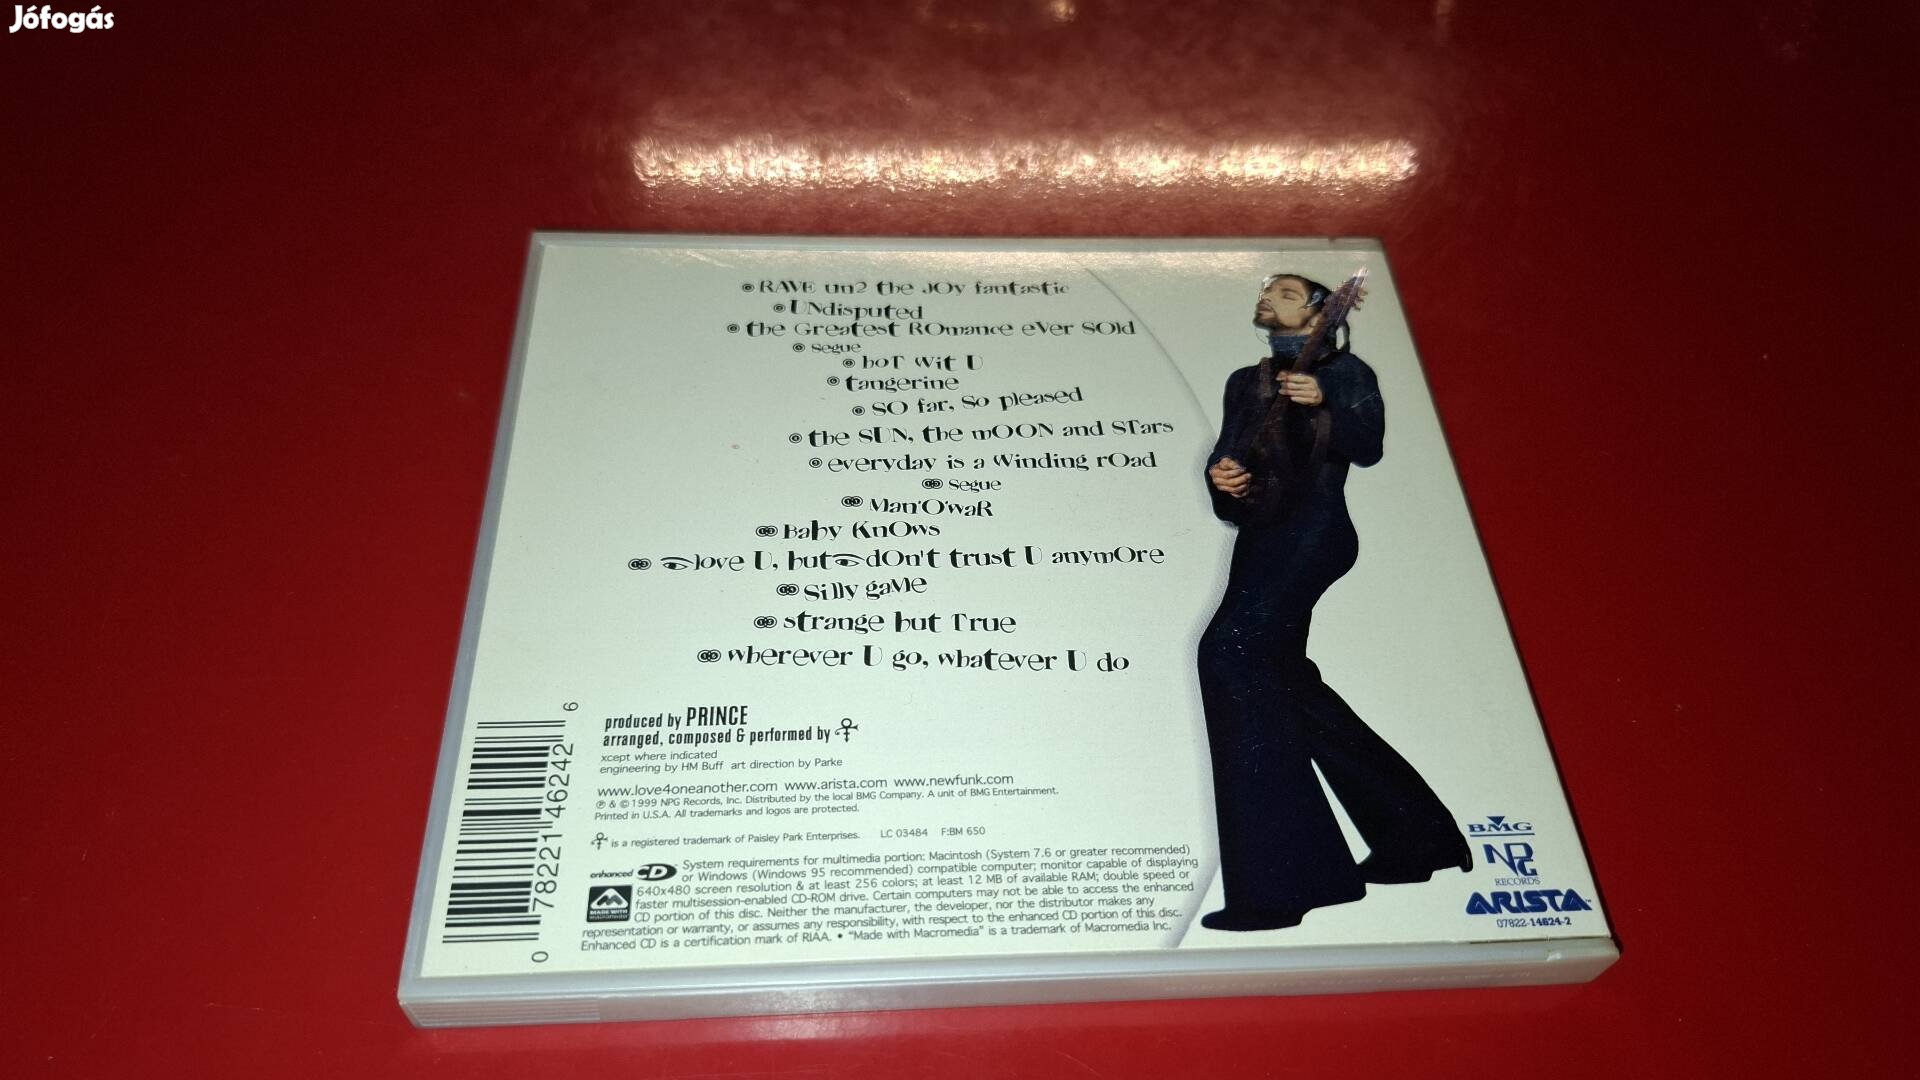 Jófogás
RAVE un2 the JOy fantastic
UNdisputed
the Greatest ROmance eVer SOld
Segue
hoT wit U
tangerine
SO far, So pleased
the SUN, the mOON and STars
everyday is a Winding rOad
Segue
Man'O'waR
Baby KnOws
love U, but dOn't trust U anymOre
Silly gaMe
strange but True
wherever U go, whatever U do
produced by PRINCE
arranged, composed & performed by
xcept where indicated
engineering by HM Buff art direction by Parke
www.love4oneanother.com www.arista.com www.newfunk.com
℗ & © 1999 NPG Records, Inc. Distributed by the local BMG Company. A unit of BMG Entertainment.
Printed in U.S.A. All trademarks and logos are protected.
is a registered trademark of Paisley Park Enterprises. LC 03484 F:BM 650
enhanced CD
System requirements for multimedia portion: Macintosh (System 7.6 or greater recommended)
or Windows (Windows 95 recommended) compatible computer; monitor capable of displaying
640x480 screen resolution & at least 256 colors; at least 12 MB of available RAM; double speed or
faster multisession-enabled CD-ROM drive. Certain computers may not be able to access the enhanced
CD portion of this disc. Neither the manufacturer, the developer, nor the distributor makes any
representation or warranty, or assumes any responsibility, with respect to the enhanced CD portion of this disc.
Enhanced CD is a certification mark of RIAA. • "Made with Macromedia" is a trademark of Macromedia Inc.
MADE WITH
MACROMEDIA
0 78221 46242 6
BMG
NPG
RECORDS
ARISTA
07822-14624-2